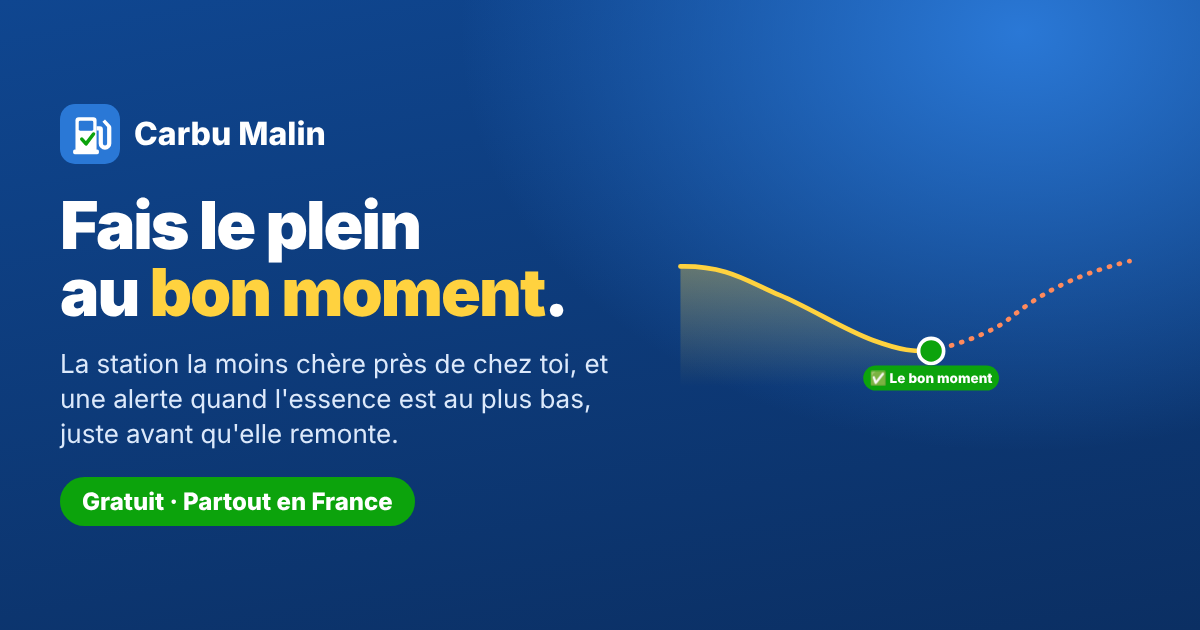 Carbu Malin
Fais le plein
au bon moment.
La station la moins chère près de chez toi, et
une alerte quand l'essence est au plus bas,
juste avant qu'elle remonte.
Gratuit · Partout en France
✅ Le bon moment